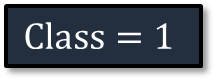 Class = 1